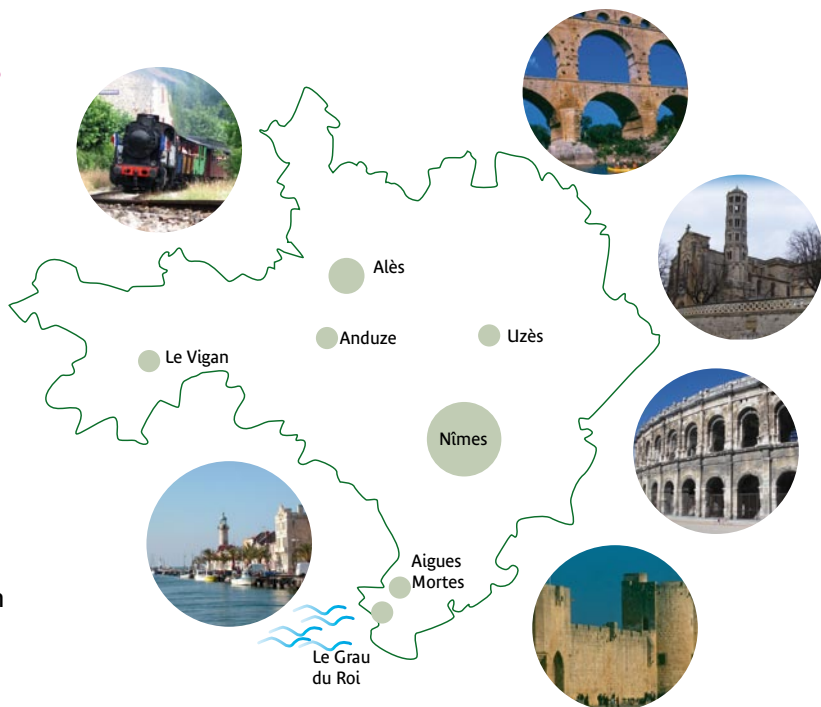 Alès
Anduze
Uzès
Le Vigan
Nîmes
Aigues
Mortes
Le Grau
du Roi